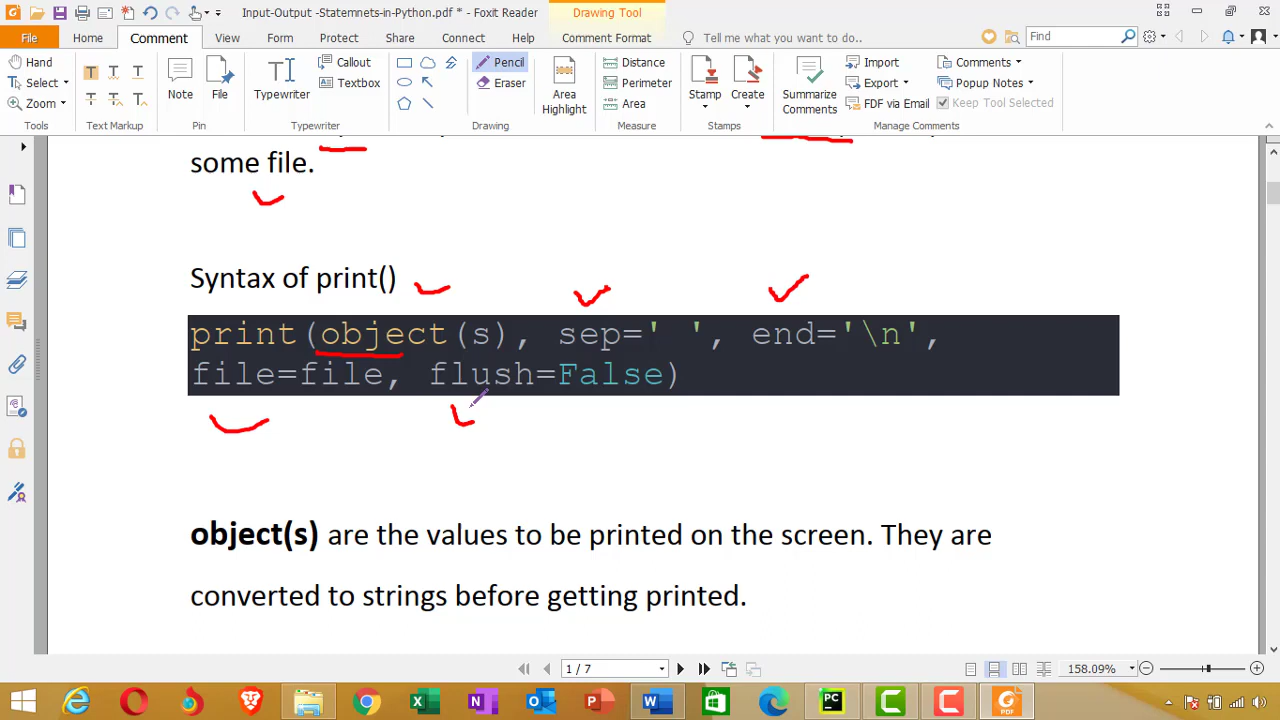 Input-Output -Statemnets-in-Python.pdf * - Foxit Reader
Drawing Tool
File Home Comment View Form Protect Share Connect Help Comment Format Tell me what you want to do... Find
Hand
Select
Zoom
Tools
Text Markup
Note
File
Pin
Typewriter
Callout
Textbox
Typewriter
Pencil
Eraser
Drawing
Area Highlight
Distance
Perimeter
Area
Measure
Stamp
Create
Stamps
Summarize Comments
Import
Export
FDF via Email
Comments
Popup Notes
Keep Tool Selected
Manage Comments
some file.
Syntax of print()
print(object(s), sep=' ', end='\n',
file=file, flush=False)
object(s) are the values to be printed on the screen. They are
converted to strings before getting printed.
1 / 7
158.09%